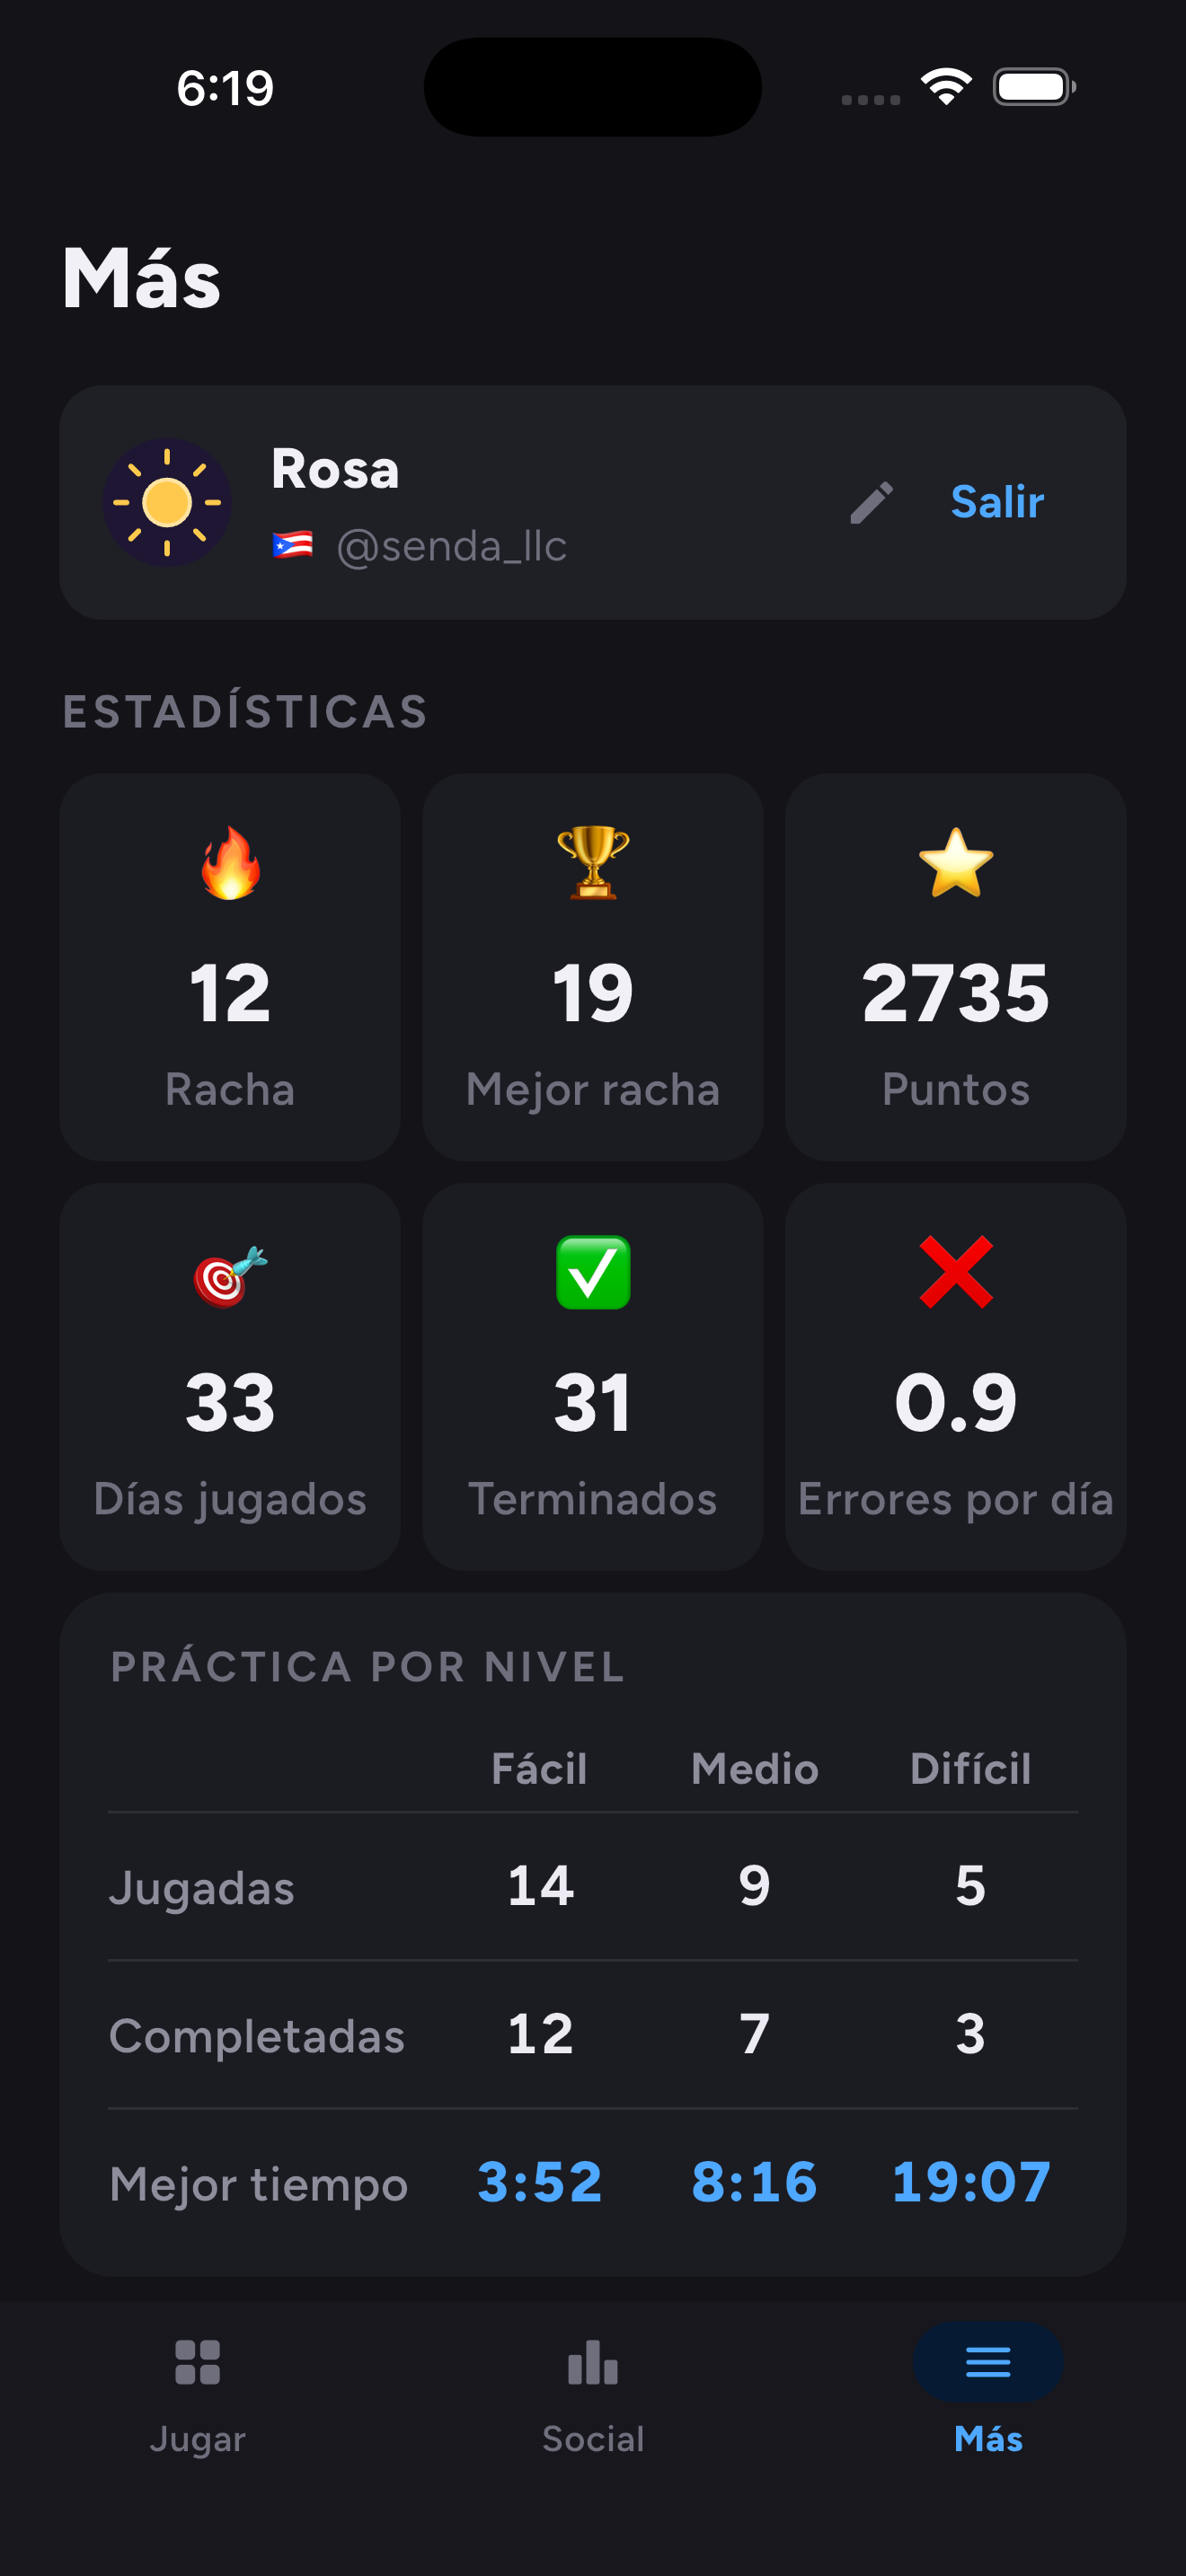 6:19
Más
Rosa
@senda_llc
Salir
ESTADÍSTICAS
12
19
2735
Racha
Mejor racha
Puntos
33
31
0.9
Días jugados
Terminados
Errores por día
PRÁCTICA POR NIVEL
Fácil Medio Difícil
Jugadas 14 9 5
Completadas 12 7 3
Mejor tiempo 3:52 8:16 19:07
Jugar
Social
Más